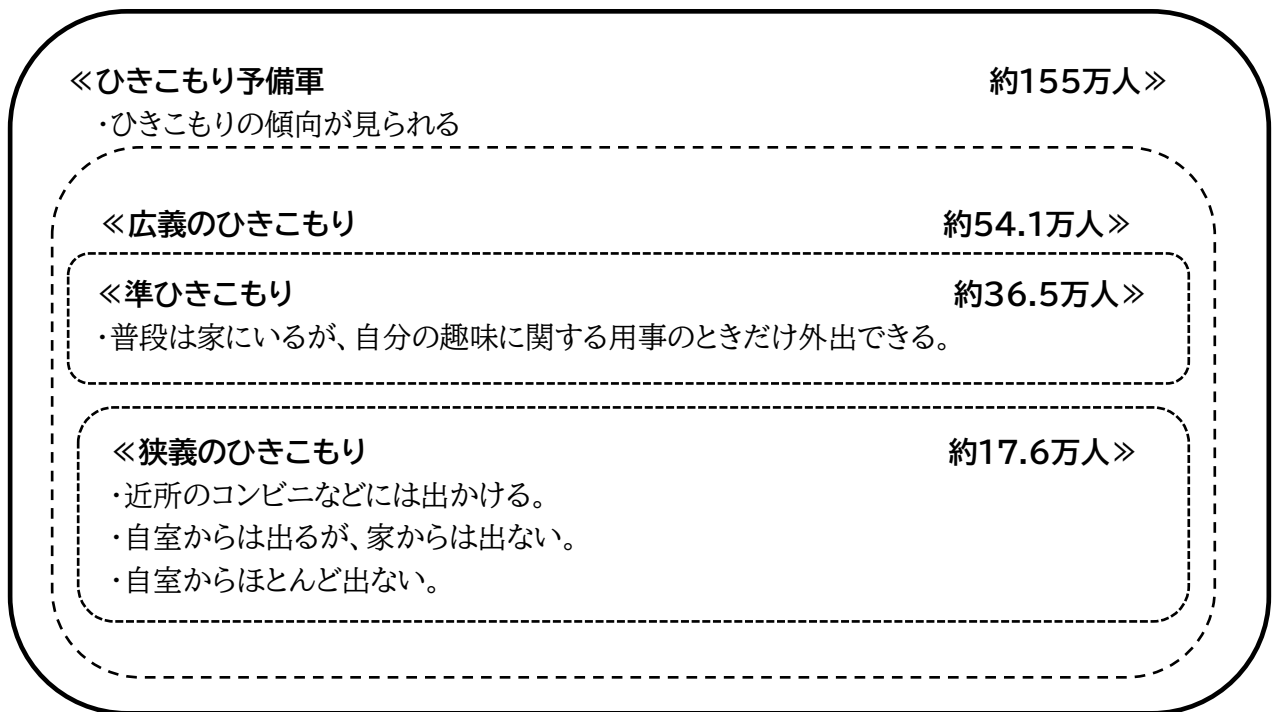 ≪ひきこもり予備軍 約155万人≫
・ひきこもりの傾向が見られる
≪広義のひきこもり 約54.1万人≫
≪準ひきこもり 約36.5万人≫
・普段は家にいるが、自分の趣味に関する用事のときだけ外出できる。
≪狭義のひきこもり 約17.6万人≫
・近所のコンビニなどには出かける。
・自室からは出るが、家からは出ない。
・自室からほとんど出ない。